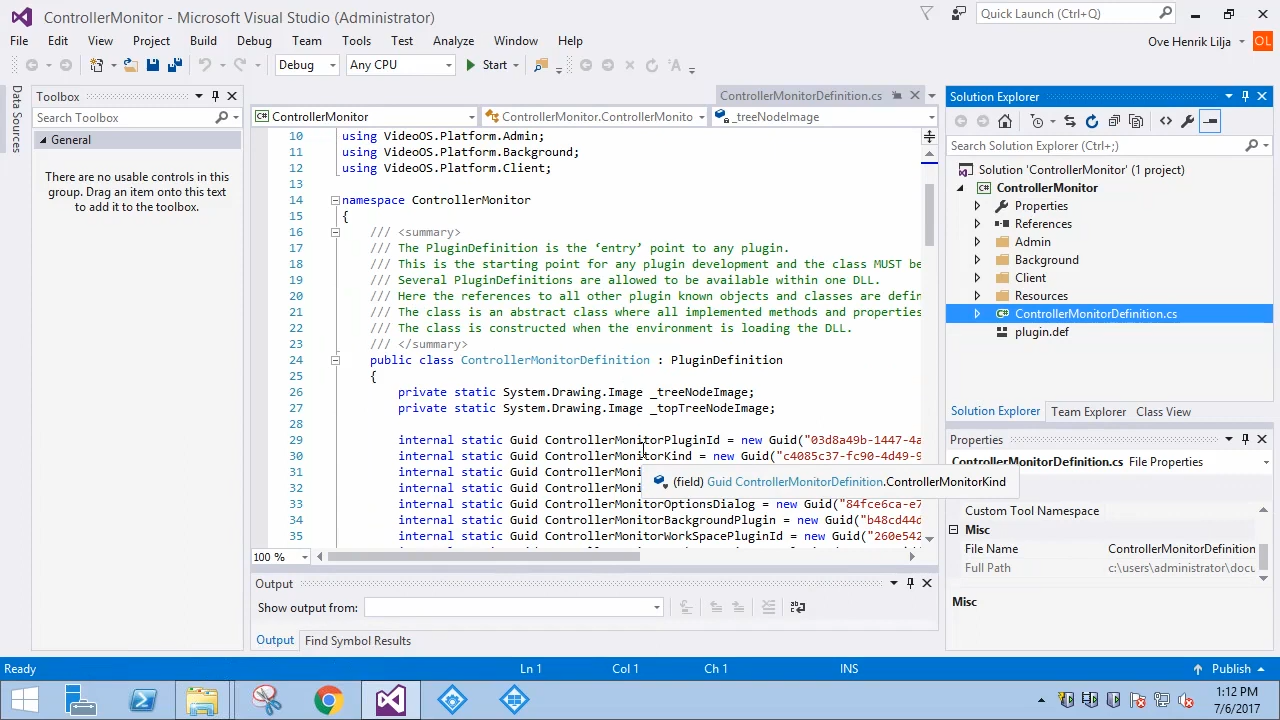 ControllerMonitor - Microsoft Visual Studio (Administrator)
Quick Launch (Ctrl+Q)
File Edit View Project Build Debug Team Tools Test Analyze Window Help
Ove Henrik Lilja OL
Debug Any CPU Start
Toolbox
Search Toolbox
General
There are no usable controls in this
group. Drag an item onto this text
to add it to the toolbox.
Data Sources
ControllerMonitorDefinition.cs
ControllerMonitor ControllerMonitor.ControllerMonito _treeNodeImage
10 using VideoOS.Platform.Admin;
11 using VideoOS.Platform.Background;
12 using VideoOS.Platform.Client;
13
14 namespace ControllerMonitor
15 {
16 /// <summary>
17 /// The PluginDefinition is the ‘entry’ point to any plugin.
18 /// This is the starting point for any plugin development and the class MUST be
19 /// Several PluginDefinitions are allowed to be available within one DLL.
20 /// Here the references to all other plugin known objects and classes are defin
21 /// The class is an abstract class where all implemented methods and properties
22 /// The class is constructed when the environment is loading the DLL.
23 /// </summary>
24 public class ControllerMonitorDefinition : PluginDefinition
25 {
26 private static System.Drawing.Image _treeNodeImage;
27 private static System.Drawing.Image _topTreeNodeImage;
28
29 internal static Guid ControllerMonitorPluginId = new Guid("03d8a49b-1447-4a
30 internal static Guid ControllerMonitorKind = new Guid("c4085c37-fc90-4d49-9
31 internal static Guid ControllerMo
32 internal static Guid ControllerMo
(field) Guid ControllerMonitorDefinition.ControllerMonitorKind
33 internal static Guid ControllerMonitorOptionsDialog = new Guid("84fce6ca-e7
34 internal static Guid ControllerMonitorBackgroundPlugin = new Guid("b48cd44d
35 internal static Guid ControllerMonitorWorkSpacePluginId = new Guid("260e542
100 %
Output
Show output from:
Output Find Symbol Results
Solution Explorer
Search Solution Explorer (Ctrl+;)
Solution 'ControllerMonitor' (1 project)
ControllerMonitor
Properties
References
Admin
Background
Client
Resources
ControllerMonitorDefinition.cs
plugin.def
Solution Explorer Team Explorer Class View
Properties
ControllerMonitorDefinition.cs File Properties
Custom Tool Namespace
Misc
File Name ControllerMonitorDefinition
Full Path c:\users\administrator\docu
Misc
Ready Ln 1 Col 1 Ch 1 INS Publish
1:12 PM
7/6/2017